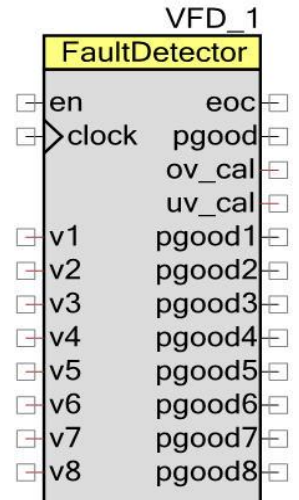 VFD_1
FaultDetector
en eoc
clock pgood
ov_cal
uv_cal
v1 pgood1
v2 pgood2
v3 pgood3
v4 pgood4
v5 pgood5
v6 pgood6
v7 pgood7
v8 pgood8